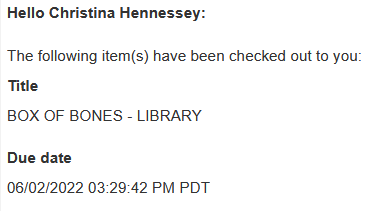 Hello Christina Hennessey:
The following item(s) have been checked out to you:
Title
BOX OF BONES - LIBRARY
Due date
06/02/2022 03:29:42 PM PDT